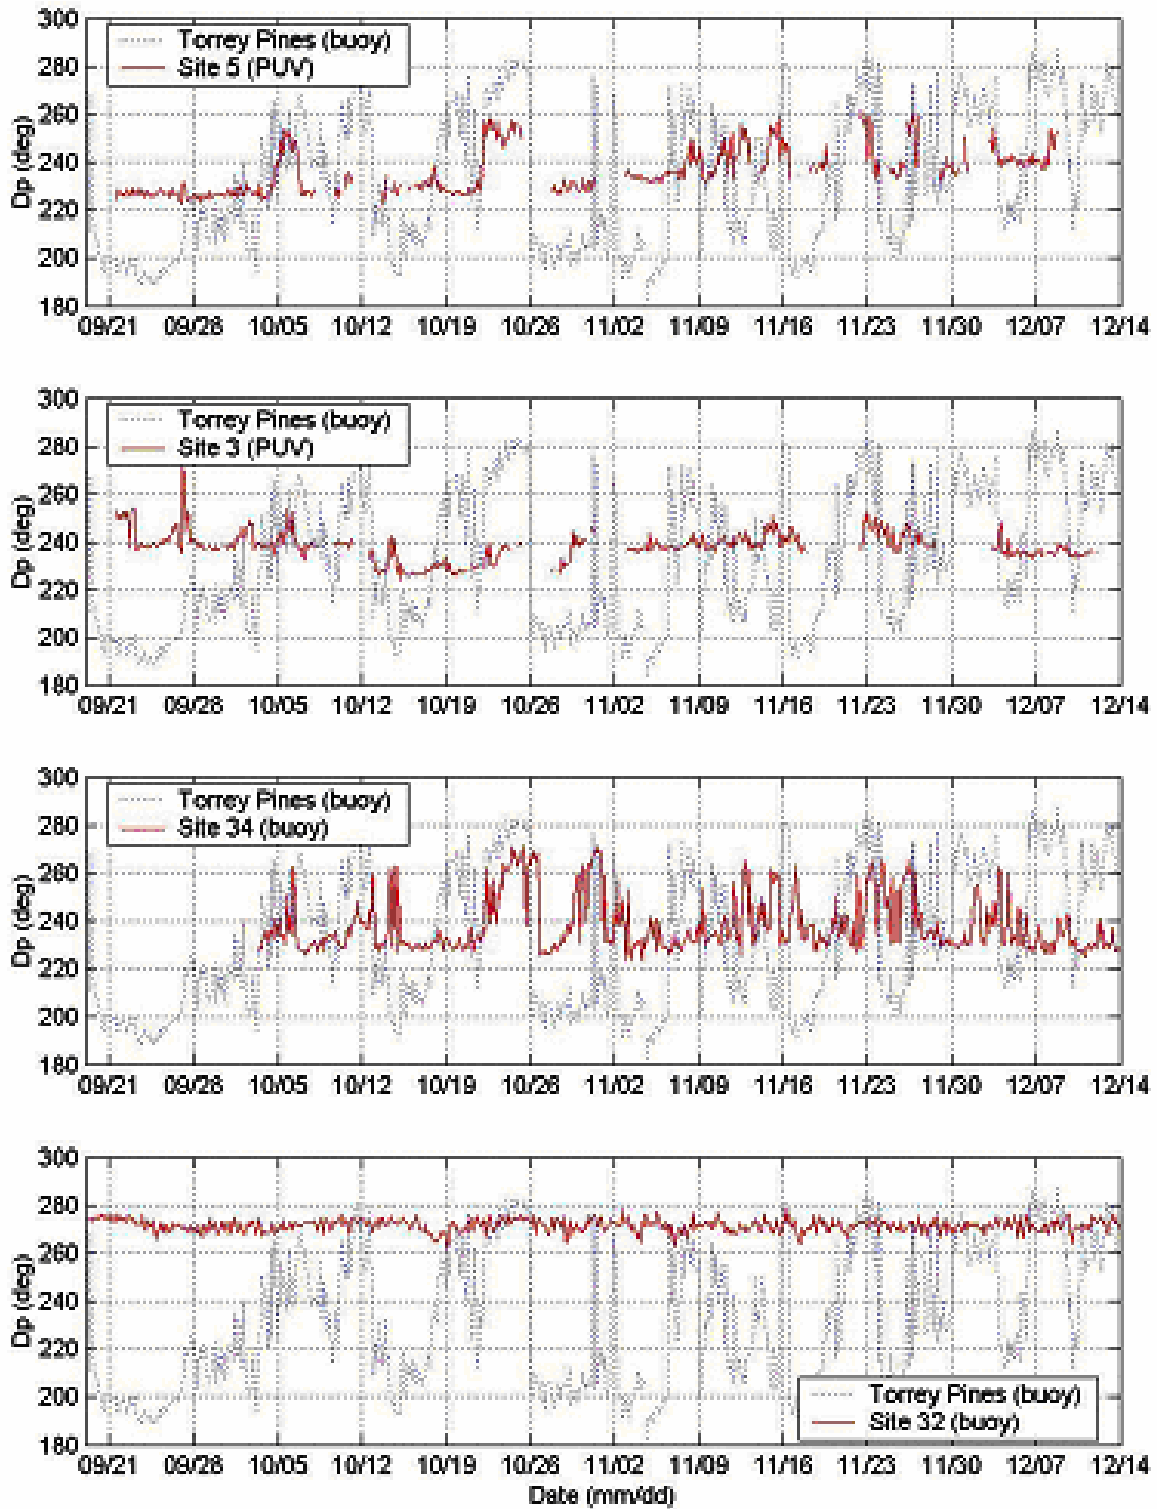 300
Torrey Pines (buoy)
Site 5 (PUV)
280
260
240
220
200
180
Dp (deg)
09/21 09/28 10/05 10/12 10/19 10/26 11/02 11/09 11/16 11/23 11/30 12/07 12/14
300
Torrey Pines (buoy)
Site 3 (PUV)
280
260
240
220
200
180
Dp (deg)
09/21 09/28 10/05 10/12 10/19 10/26 11/02 11/09 11/16 11/23 11/30 12/07 12/14
300
Torrey Pines (buoy)
Site 34 (buoy)
280
260
240
220
200
180
Dp (deg)
09/21 09/28 10/05 10/12 10/19 10/26 11/02 11/09 11/16 11/23 11/30 12/07 12/14
300
280
260
240
220
200
180
Dp (deg)
Torrey Pines (buoy)
Site 32 (buoy)
09/21 09/28 10/05 10/12 10/19 10/26 11/02 11/09 11/16 11/23 11/30 12/07 12/14
Date (mm/dd)